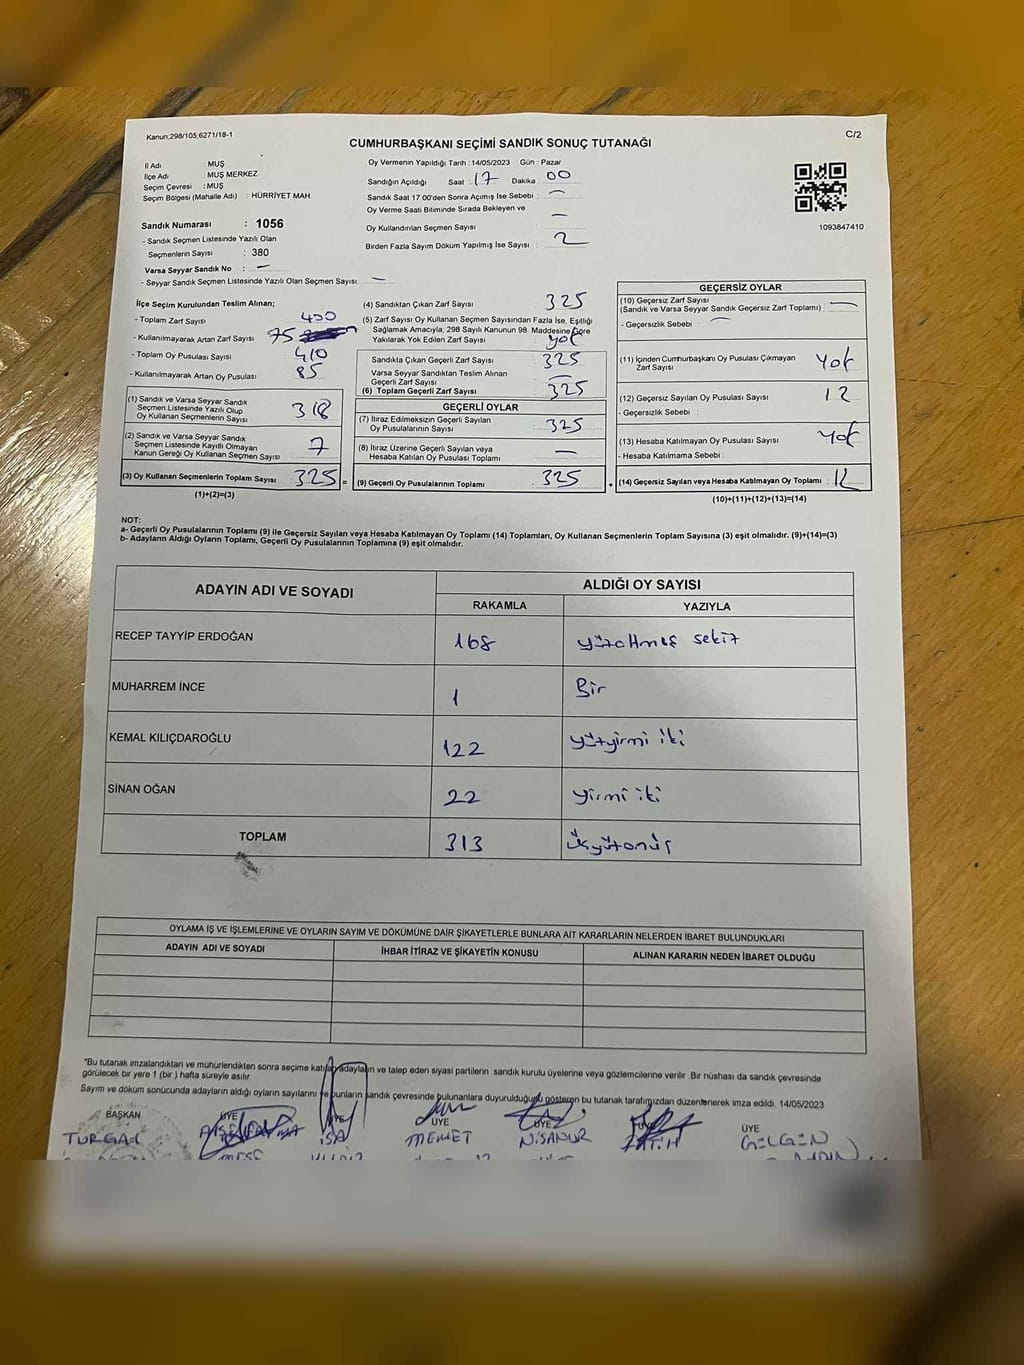 Kanun;298/105,6271/18-1
C/2
CUMHURBAŞKANI SEÇİMİ SANDIK SONUÇ TUTANAĞI
İl Adı : MUŞ
İlçe Adı : MUŞ MERKEZ
Seçim Çevresi : MUŞ
Seçim Bölgesi (Mahalle Adı) : HÜRRİYET MAH.
Sandık Numarası : 1056
- Sandık Seçmen Listesinde Yazılı Olan
Seçmenlerin Sayısı : 380
Varsa Seyyar Sandık No : —
- Seyyar Sandık Seçmen Listesinde Yazılı Olan Seçmen Sayısı: —
Oy Vermenin Yapıldığı Tarih : 14/05/2023 Gün : Pazar
Sandığın Açıldığı Saat : 17 Dakika : 00
Sandık Saat 17.00'den Sonra Açımış İse Sebebi : —
Oy Verme Saati Bitiminde Sırada Bekleyen ve
Oy Kullandırılan Seçmen Sayısı : —
Birden Fazla Sayım Döküm Yapılmış İse Sayısı : 2
1093847410
İlçe Seçim Kurulundan Teslim Alınan;
- Toplam Zarf Sayısı 400
- Kullanılmayarak Artan Zarf Sayısı 75
- Toplam Oy Pusulası Sayısı 410
- Kullanılmayarak Artan Oy Pusulası 85
(1) Sandık ve Varsa Seyyar Sandık
Seçmen Listesinde Yazılı Olup
Oy Kullanan Seçmenlerin Sayısı : 318
(2) Sandık ve Varsa Seyyar Sandık
Seçmen Listesinde Kayıtlı Olmayan
Kanun Gereği Oy Kullanan Seçmen Sayısı : 7
(3) Oy Kullanan Seçmenlerin Toplam Sayısı : 325 =
(1)+(2)=(3)
(4) Sandıktan Çıkan Zarf Sayısı : 325
(5) Zarf Sayısı Oy Kullanan Seçmen Sayısından Fazla İse, Eşitliği
Sağlamak Amacıyla, 298 Sayılı Kanunun 98. Maddesine Göre
Yakılarak Yok Edilen Zarf Sayısı : yok
Sandıkta Çıkan Geçerli Zarf Sayısı : 325
Varsa Seyyar Sandıktan Teslim Alınan
Geçerli Zarf Sayısı : —
(6) Toplam Geçerli Zarf Sayısı : 325
GEÇERLİ OYLAR
(7) İtiraz Edilmeksizin Geçerli Sayılan
Oy Pusulalarının Sayısı : 325
(8) İtiraz Üzerine Geçerli Sayılan veya
Hesaba Katılan Oy Pusulası Toplamı : —
(9) Geçerli Oy Pusulalarının Toplamı : 325 +
GEÇERSİZ OYLAR
(10) Geçersiz Zarf Sayısı
(Sandık ve Varsa Seyyar Sandık Geçersiz Zarf Toplamı) : —
- Geçersizlik Sebebi : —
(11) İçinden Cumhurbaşkanı Oy Pusulası Çıkmayan
Zarf Sayısı : yok
(12) Geçersiz Sayılan Oy Pusulası Sayısı : 12
- Geçersizlik Sebebi :
(13) Hesaba Katılmayan Oy Pusulası Sayısı : yok
- Hesaba Katılmama Sebebi :
(14) Geçersiz Sayılan veya Hesaba Katılmayan Oy Toplamı : 12
(10)+(11)+(12)+(13)=(14)
NOT:
a- Geçerli Oy Pusulalarının Toplamı (9) ile Geçersiz Sayılan veya Hesaba Katılmayan Oy Toplamı (14) Toplamları, Oy Kullanan Seçmenlerin Toplam Sayısına (3) eşit olmalıdır. (9)+(14)=(3)
b- Adayların Aldığı Oyların Toplamı, Geçerli Oy Pusulalarının Toplamına (9) eşit olmalıdır.
ADAYIN ADI VE SOYADI
ALDIĞI OY SAYISI
RAKAMLA YAZIYLA
RECEP TAYYİP ERDOĞAN 168 yüzaltmış sekiz
MUHARREM İNCE 1 Bir
KEMAL KILIÇDAROĞLU 122 yüzyirmi iki
SİNAN OĞAN 22 yirmi iki
TOPLAM 313 üçyüzonüç
OYLAMA İŞ VE İŞLEMLERİNE VE OYLARIN SAYIM VE DÖKÜMÜNE DAİR ŞİKAYETLERLE BUNLARA AİT KARARLARIN NELERDEN İBARET BULUNDUKLARI
ADAYIN ADI VE SOYADI İHBAR İTİRAZ VE ŞİKAYETİN KONUSU ALINAN KARARIN NEDEN İBARET OLDUĞU
"Bu tutanak imzalandıktan ve mühürlendikten sonra seçime katılan adayların ve talep eden siyasi partilerin sandık kurulu üyelerine veya gözlemcilerine verilir. Bir nüshası da sandık çevresinde
görülecek bir yere 1 (bir) hafta süreyle asılır
Sayım ve döküm sonucunda adayların aldığı oyların sayılarını ve bunların sandık çevresinde bulunanlara duyurulduğunu gösteren bu tutanak tarafımızdan düzenlenerek imza edildi. 14/05/2023
BAŞKAN ÜYE ÜYE ÜYE ÜYE ÜYE
TURGAL İSA MEHMET NİSANUR FATİH GELGEN